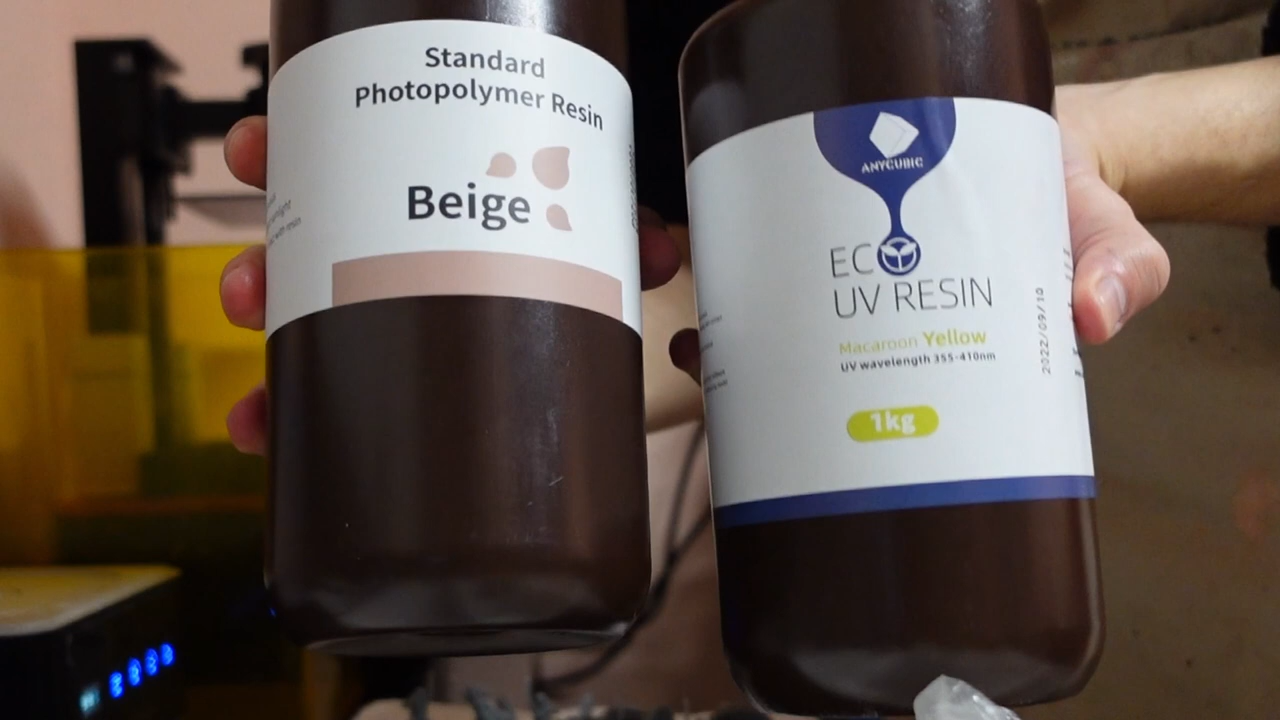 Standard
Photopolymer Resin
Beige
ANYCUBIC
ECO
UV RESIN
Macaroon Yellow
UV wavelength 355-410nm
1kg
2022/09/10